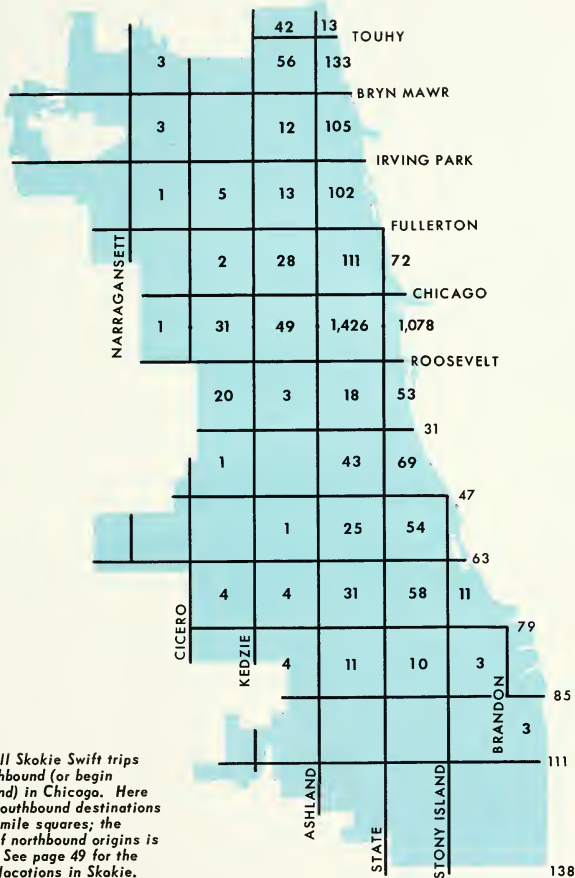 42 13
TOUHY
3 56 133
BRYN MAWR
3 12 105
IRVING PARK
1 5 13 102
FULLERTON
NARRAGANSETT
2 28 111 72
CHICAGO
1 31 49 1,426 1,078
ROOSEVELT
20 3 18 53
31
1 43 69
47
1 25 54
63
CICERO
KEDZIE
4 4 31 58 11
79
4 11 10 3
BRANDON
85
3
111
ASHLAND
STATE
STONY ISLAND
138
ll Skokie Swift trips
hbound (or begin
nd) in Chicogo. Here
outhbound destinations
mile squares; the
f northbound origins is
See page 49 for the
locations in Skokie.